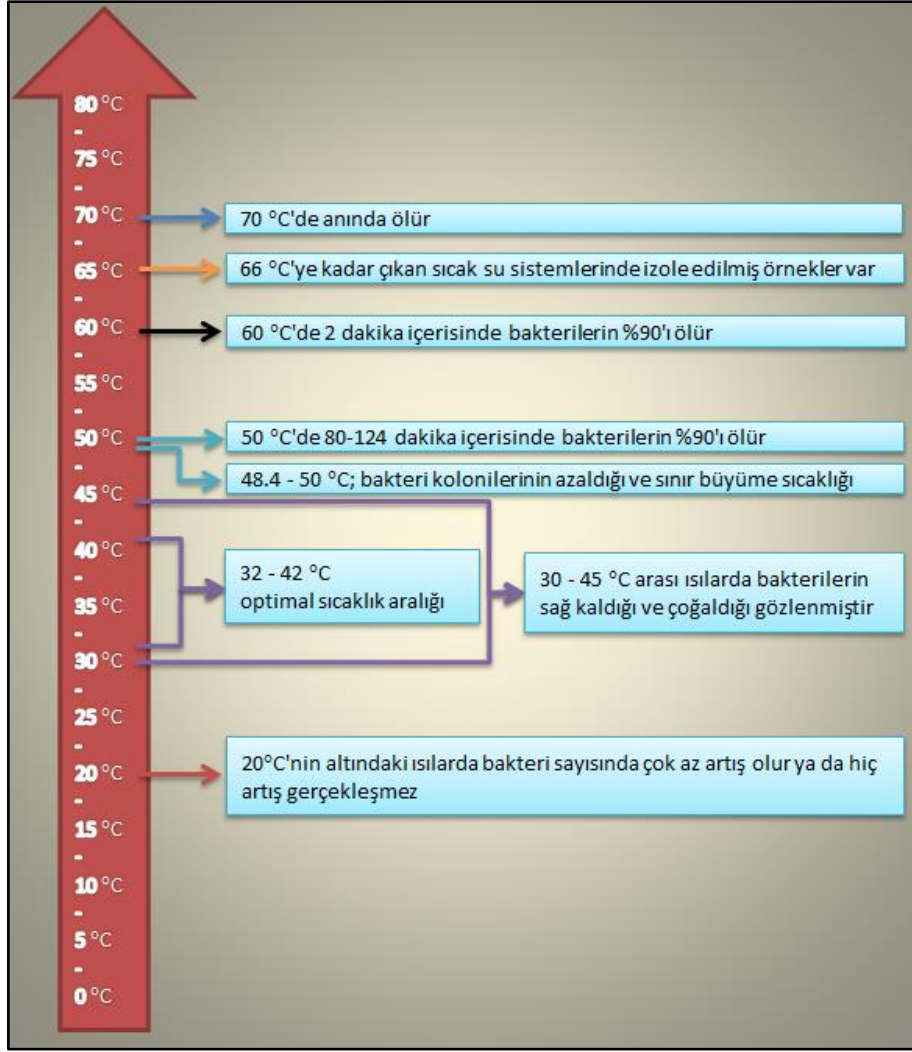 80 °C
-
75 °C
-
70 °C
-
65 °C
-
60 °C
-
55 °C
-
50 °C
-
45 °C
-
40 °C
-
35 °C
-
30 °C
-
25 °C
-
20 °C
-
15 °C
-
10 °C
-
5 °C
-
0 °C
70 °C'de anında ölür
66 °C'ye kadar çıkan sıcak su sistemlerinde izole edilmiş örnekler var
60 °C'de 2 dakika içerisinde bakterilerin %90'ı ölür
50 °C'de 80-124 dakika içerisinde bakterilerin %90'ı ölür
48.4 - 50 °C; bakteri kolonilerinin azaldığı ve sınır büyüme sıcaklığı
32 - 42 °C
optimal sıcaklık aralığı
30 - 45 °C arası ısılarda bakterilerin
sağ kaldığı ve çoğaldığı gözlenmiştir
20°C'nin altındaki ısılarda bakteri sayısında çok az artış olur ya da hiç
artış gerçekleşmez